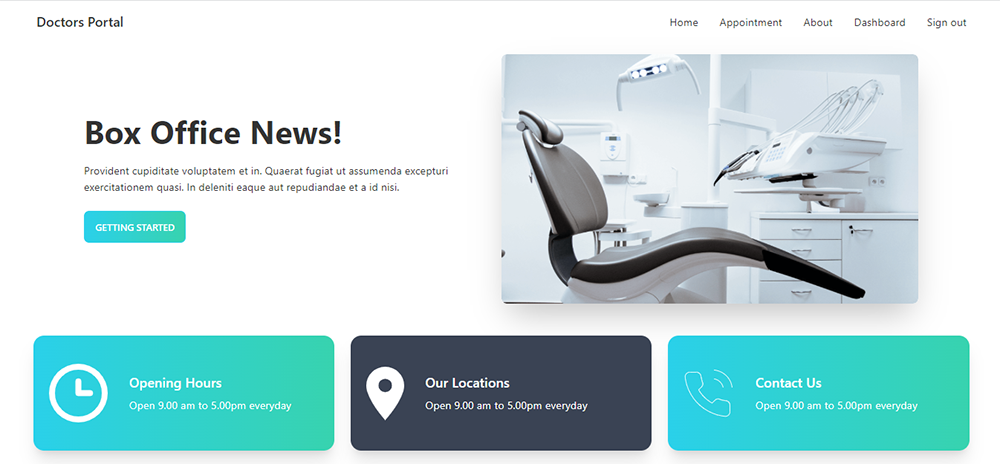 Doctors Portal
Home Appointment About Dashboard Sign out
Box Office News!
Provident cupiditate voluptatem et in. Quaerat fugiat ut assumenda excepturi
exercitationem quasi. In deleniti eaque aut repudiandae et a id nisi.
GETTING STARTED
Opening Hours
Open 9.00 am to 5.00pm everyday
Our Locations
Open 9.00 am to 5.00pm everyday
Contact Us
Open 9.00 am to 5.00pm everyday